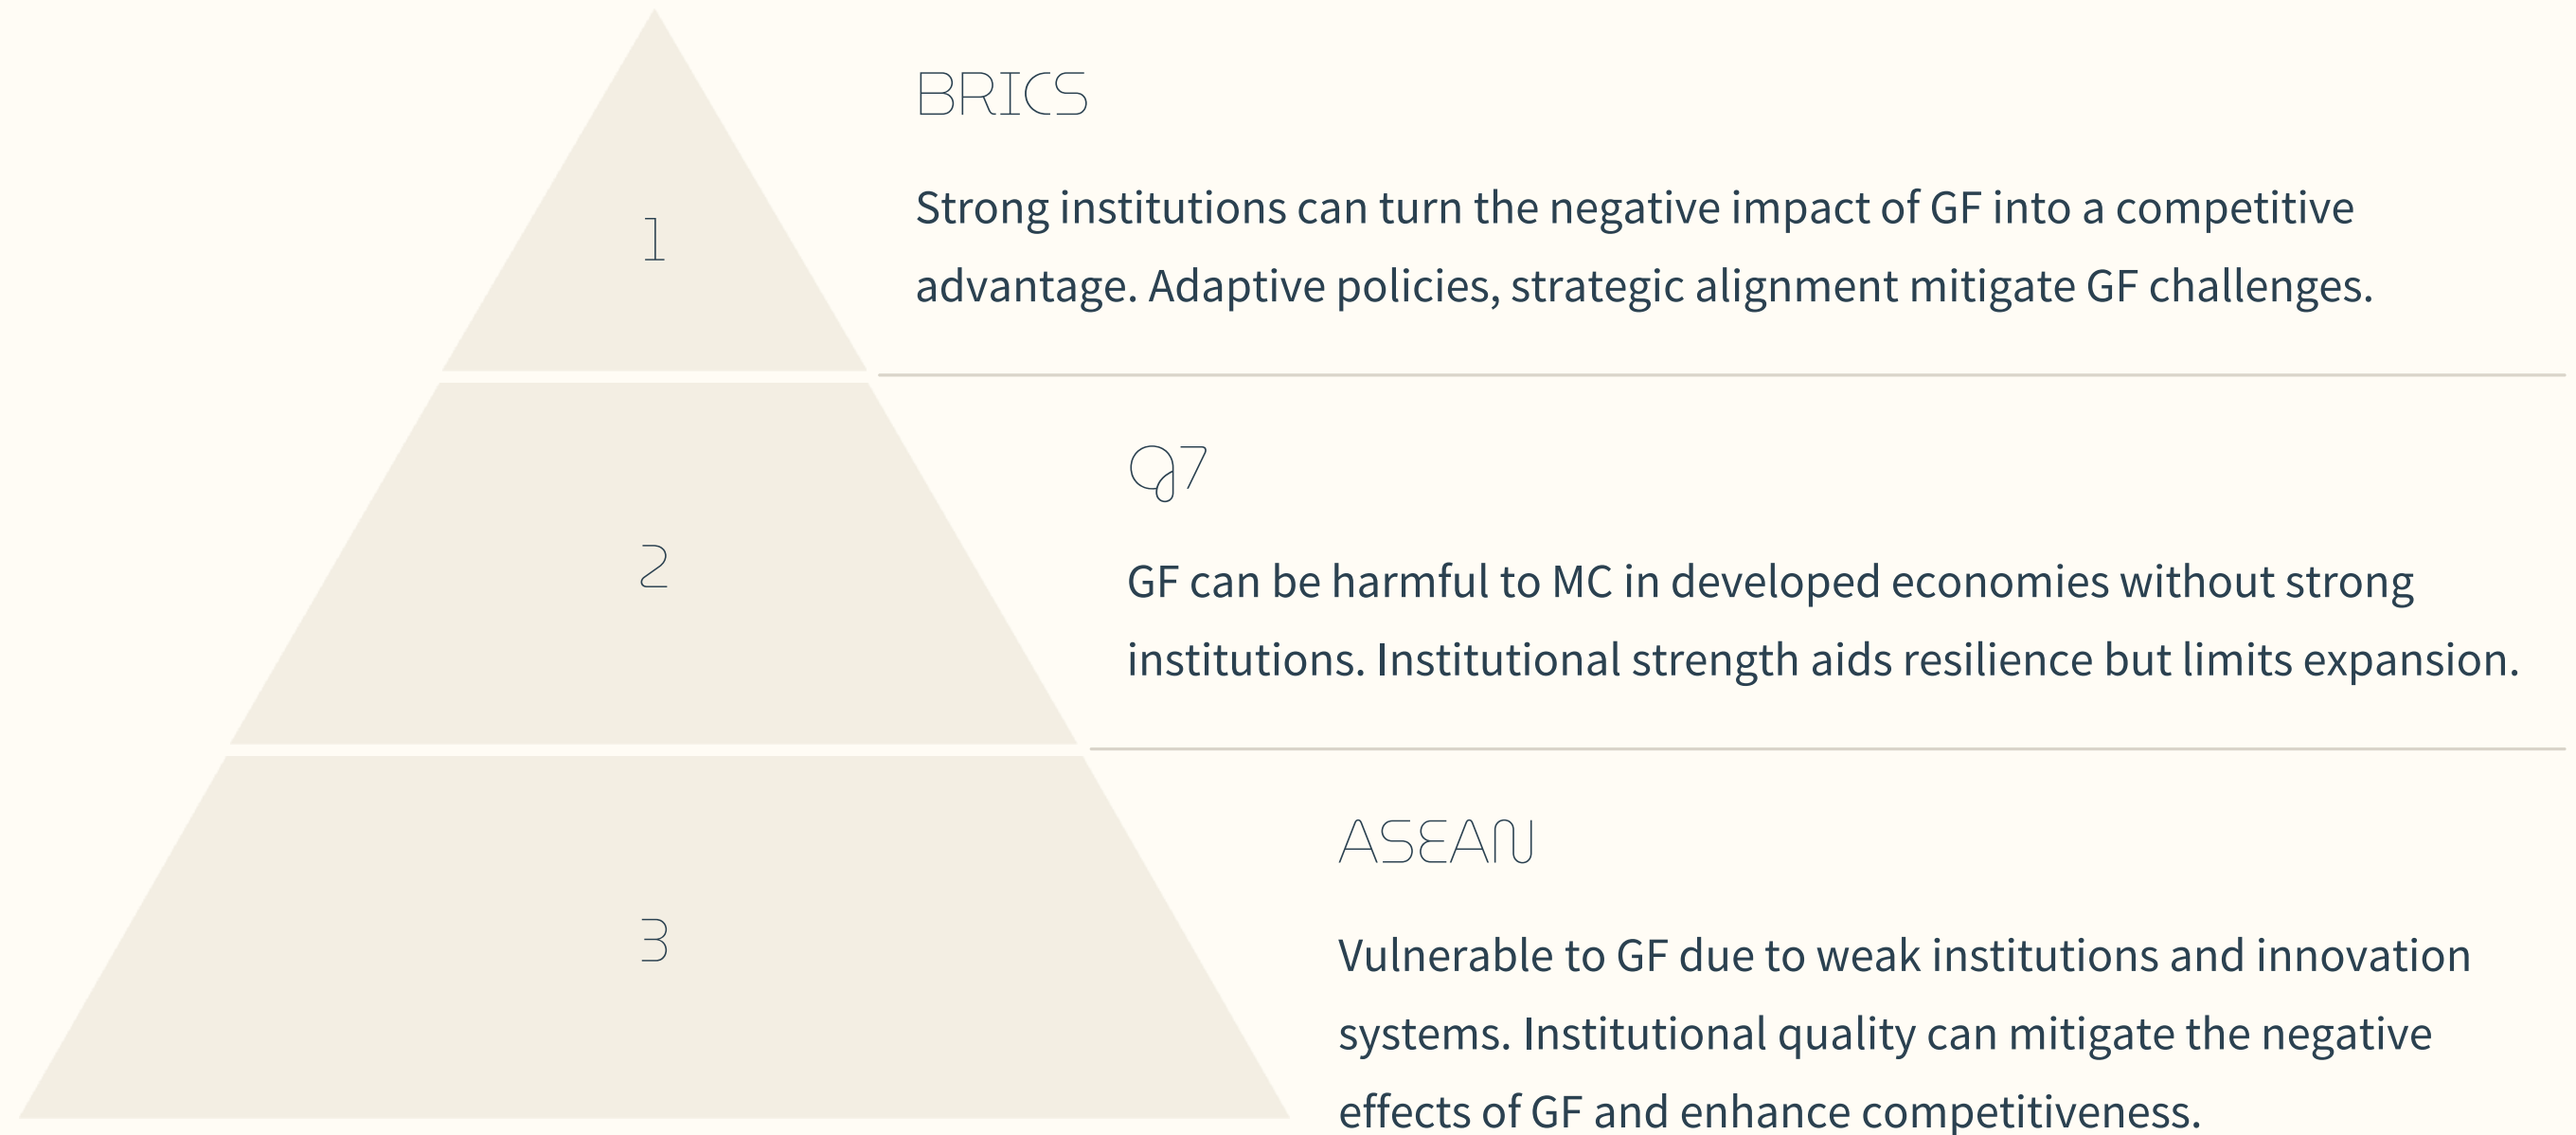 BRICS
1
Strong institutions can turn the negative impact of GF into a competitive
advantage. Adaptive policies, strategic alignment mitigate GF challenges.
Q7
2
GF can be harmful to MC in developed economies without strong
institutions. Institutional strength aids resilience but limits expansion.
ASEAN
3
Vulnerable to GF due to weak institutions and innovation
systems. Institutional quality can mitigate the negative
effects of GF and enhance competitiveness.